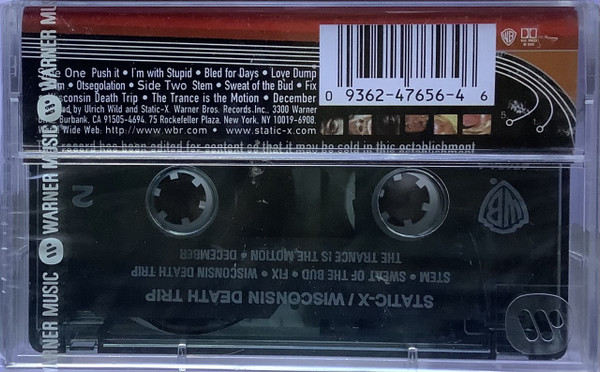 WARNER MUSIC WARNER MUSIC WARNER MU
One Push it • I'm with Stupid • Bled for Days • Love Dump
• Otsegolation • Side Two Stem • Sweat of the Bud • Fix
Death Trip • The Trance is the Motion • December
by Ulrich Wild and Static-X. Warner Bros. Records Inc., 3300 Warner
Burbank, CA 91505-4694. 75 Rockefeller Plaza, New York, NY 10019-6908.
Wide Web: http://www.wbr.com • www.static-x.com
record has been edited for content so that it may be sold in this establishment
0 9362-47656-4 6
WB
2
STATIC-X / WISCONSIN DEATH TRIP
STEM • SWEAT OF THE BUD • FIX • WISCONSIN DEATH TRIP
THE TRANCE IS THE MOTION • DECEMBER
WB